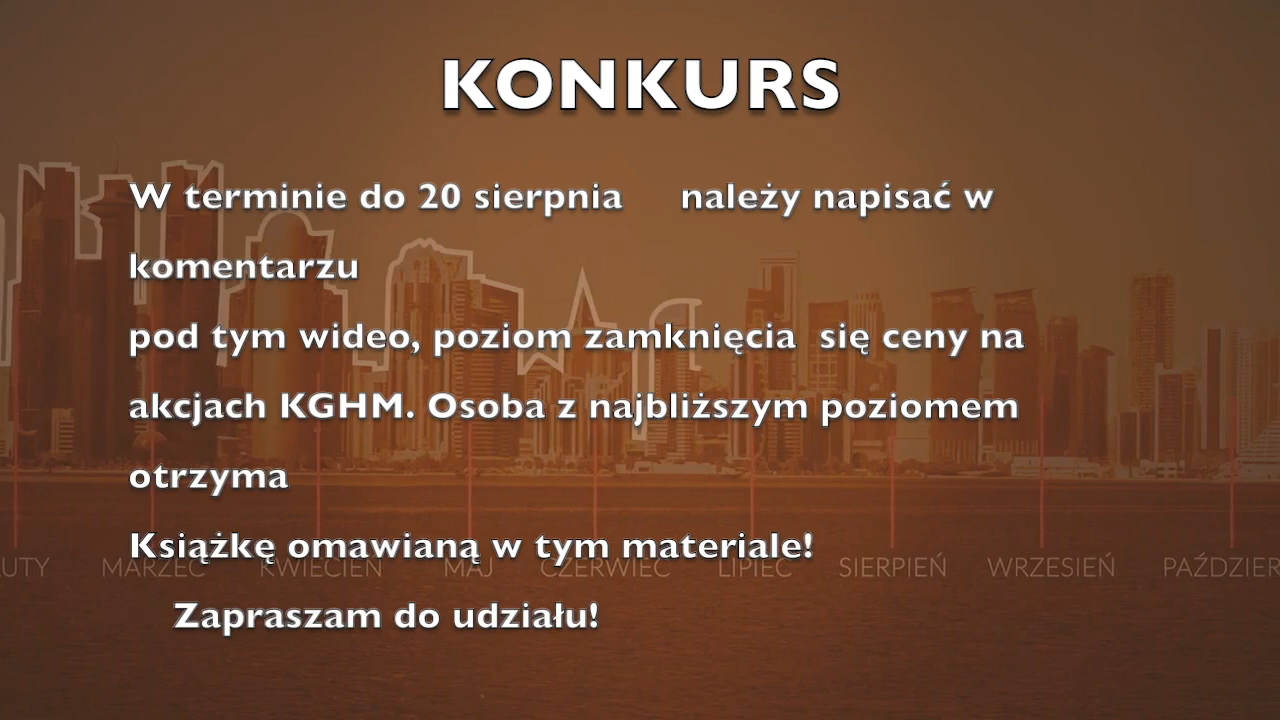 KONKURS
W terminie do 20 sierpnia należy napisać w
komentarzu
pod tym wideo, poziom zamknięcia się ceny na
akcjach KGHM. Osoba z najbliższym poziomem
otrzyma
Książkę omawianą w tym materiale!
MARZEC KWIECIEŃ MAJ CZERWIEC LIPIEC SIERPIEŃ WRZESIEŃ
Zapraszam do udziału!